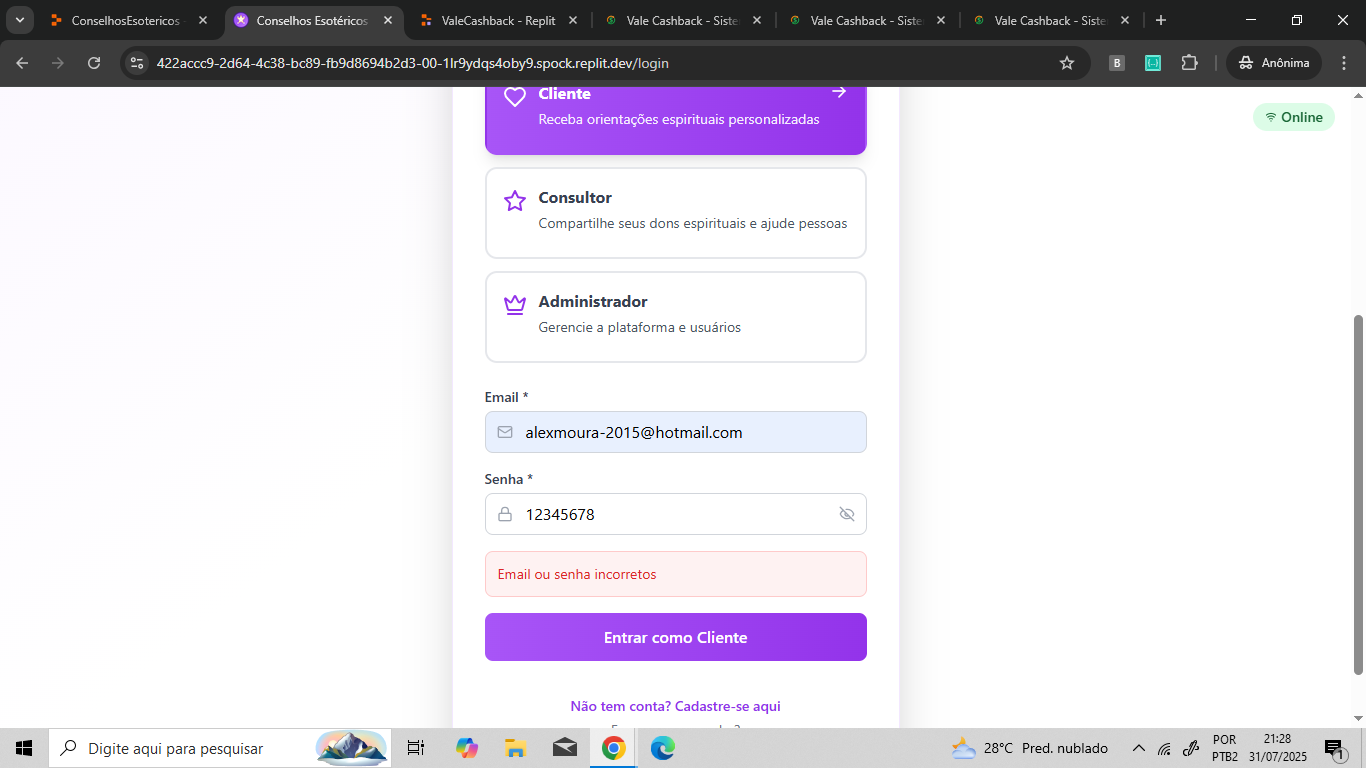 ConselhosEsotericos -
Conselhos Esotéricos
ValeCashback - Replit
Vale Cashback - Siste
Vale Cashback - Siste
Vale Cashback - Siste
422accc9-2d64-4c38-bc89-fb9d8694b2d3-00-1lr9ydqs4oby9.spock.replit.dev/login
B
Anônima
Online
Cliente
Receba orientações espirituais personalizadas
Consultor
Compartilhe seus dons espirituais e ajude pessoas
Administrador
Gerencie a plataforma e usuários
Email *
alexmoura-2015@hotmail.com
Senha *
12345678
Email ou senha incorretos
Entrar como Cliente
Não tem conta? Cadastre-se aqui
Digite aqui para pesquisar
28°C Pred. nublado
POR
PTB2
21:28
31/07/2025
1